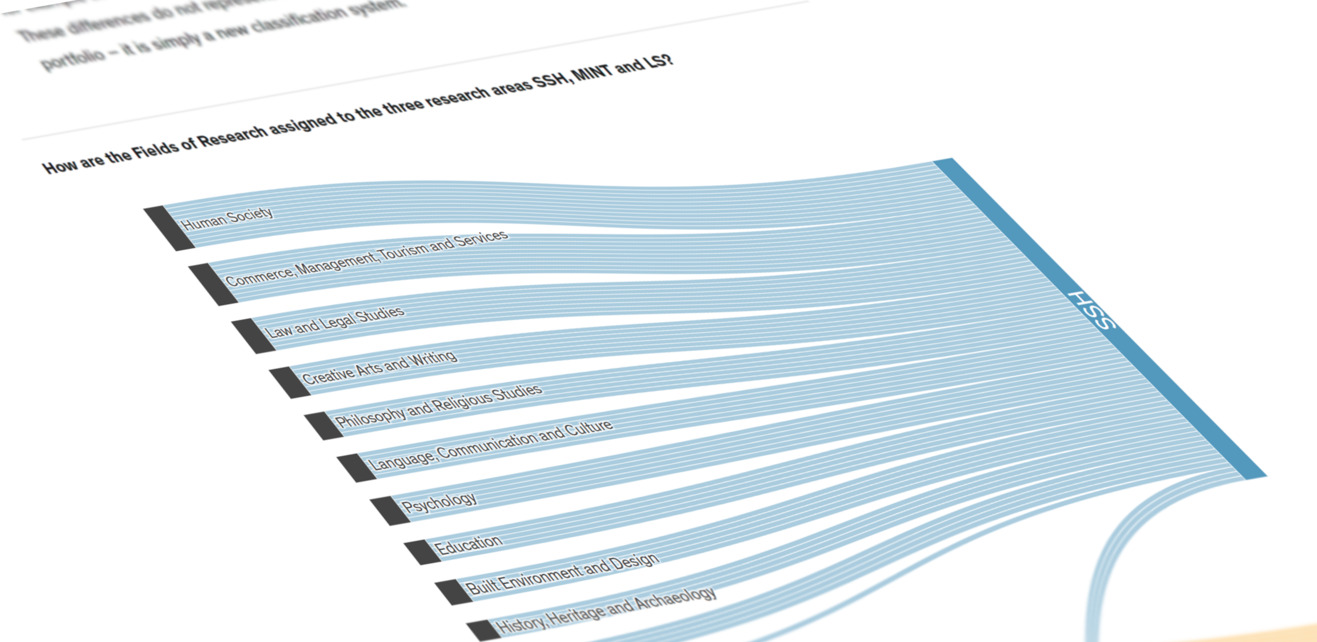 These differences do not represe
portfolio – it is simply a new classification system.
How are the Fields of Research assigned to the three research areas SSH, MINT and LS?
Human Society
Commerce, Management, Tourism and Services
Law and Legal Studies
HSS
Creative Arts and Writing
Philosophy and Religious Studies
Language, Communication and Culture
Psychology
Education
Built Environment and Design
History, Heritage and Archaeology